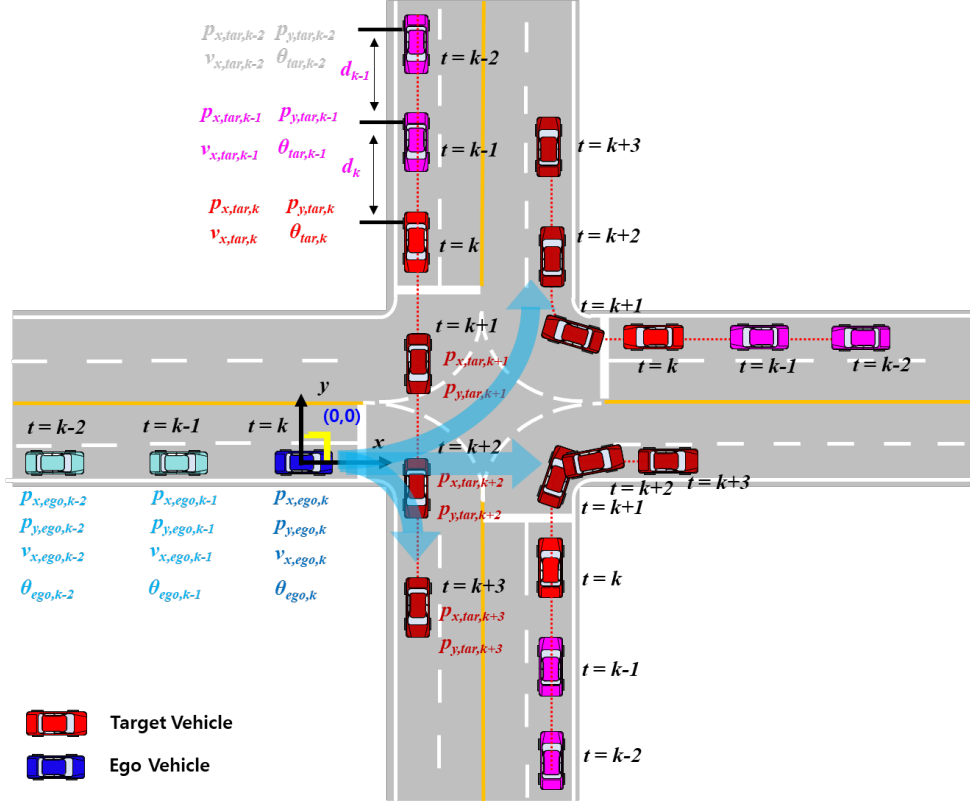 p_x,tar,k-2 p_y,tar,k-2
v_x,tar,k-2 θ_tar,k-2
d_k-1
t = k-2
p_x,tar,k-1 p_y,tar,k-1
v_x,tar,k-1 θ_tar,k-1
d_k
t = k-1
p_x,tar,k p_y,tar,k
v_x,tar,k θ_tar,k
t = k
t = k+3
t = k+2
t = k+1
t = k
t = k-1
t = k-2
t = k+1
p_x,tar,k+1
p_y,tar,k+1
y
(0,0)
x
t = k-2
t = k-1
t = k
p_x,ego,k-2 p_x,ego,k-1 p_x,ego,k
p_y,ego,k-2 p_y,ego,k-1 p_y,ego,k
v_x,ego,k-2 v_x,ego,k-1 v_x,ego,k
θ_ego,k-2 θ_ego,k-1 θ_ego,k
t = k+2
p_x,tar,k+2
p_y,tar,k+2
t = k+3
p_x,tar,k+3
p_y,tar,k+3
t = k+2
t = k+3
t = k+1
t = k
t = k-1
t = k-2
Target Vehicle
Ego Vehicle